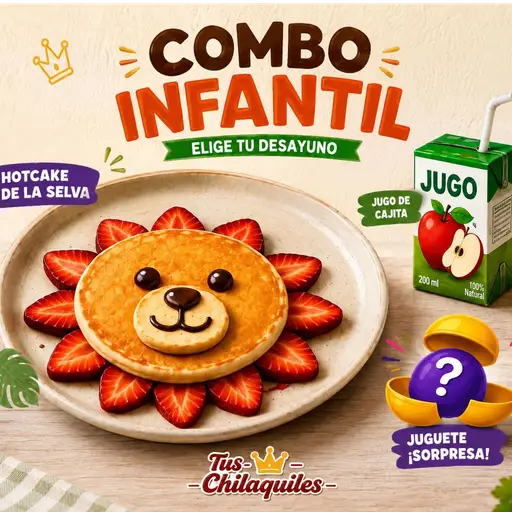 COMBO
INFANTIL
ELIGE TU DESAYUNO
HOTCAKE
DE LA SELVA
JUGO DE
CAJITA
JUGO
200 ml
100%
Natural
?
JUGUETE
¡SORPRESA!
Tus
Chilaquiles